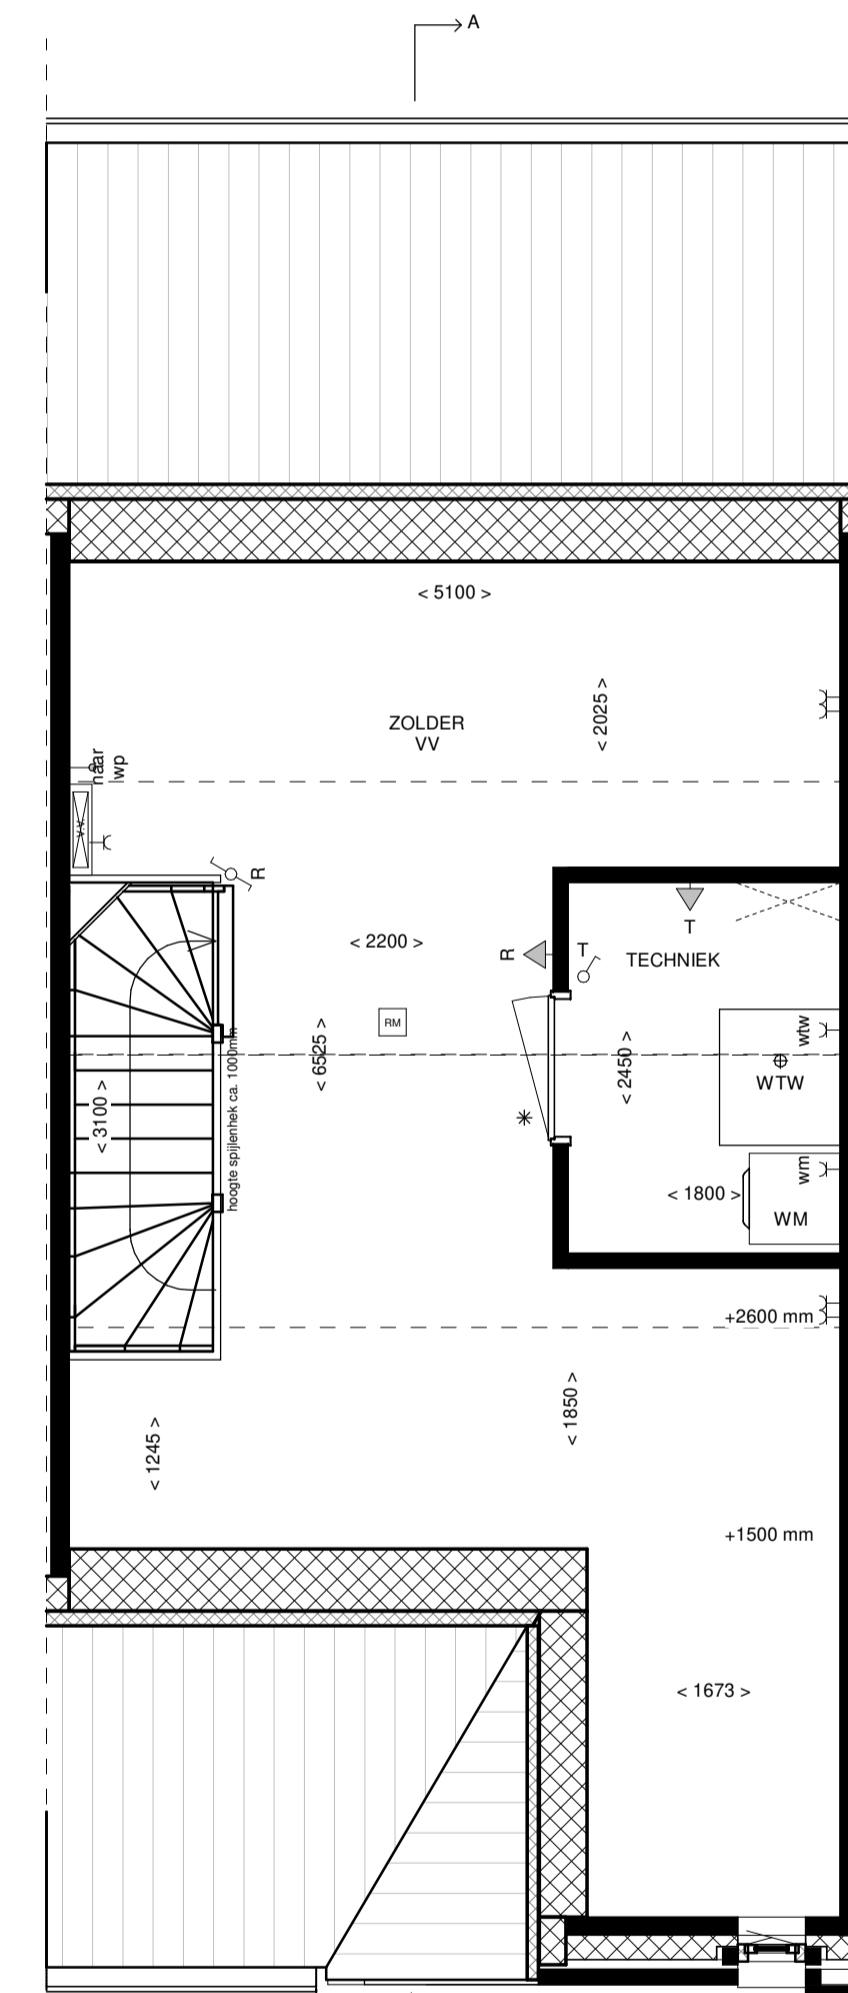 A
< 5100 >
< 2025 >
ZOLDER
VV
naar
wp
v.v.
R
T
< 2200 >
R
T
TECHNIEK
RM
wtw
< 6525 >
< 2450 >
WTW
< 3100 >
hoogte spijlenhek ca. 1000mm
wm
< 1800 >
WM
+2600 mm
< 1850 >
< 1245 >
+1500 mm
< 1673 >